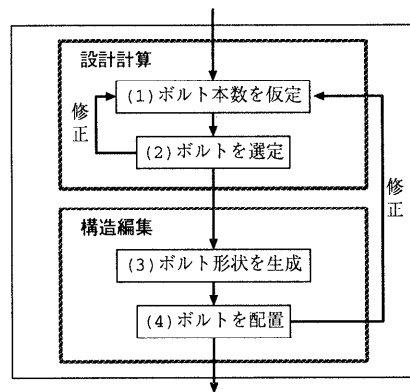 設計計算
(1)ボルト本数を仮定
修正
(2)ボルトを選定
修正
構造編集
(3)ボルト形状を生成
(4)ボルトを配置